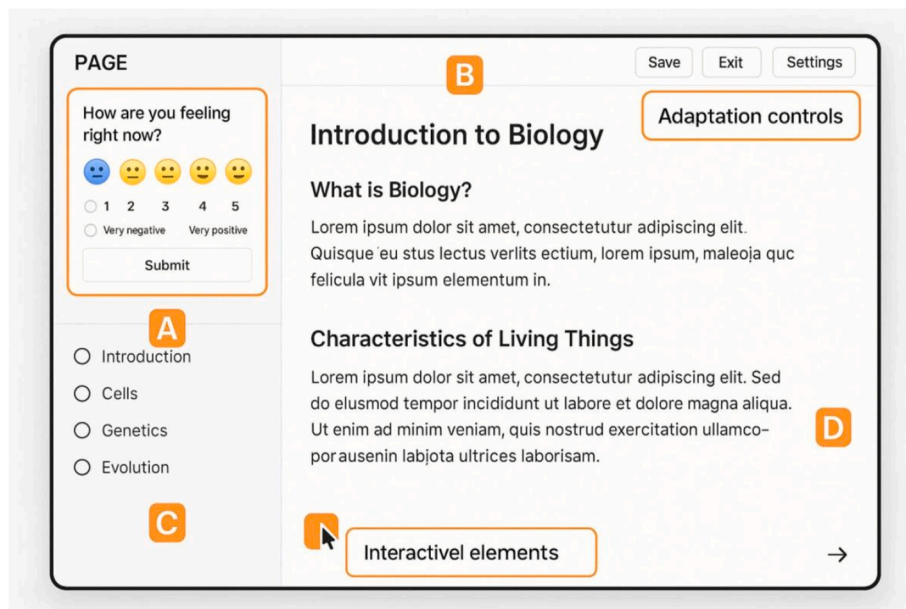 PAGE
How are you feeling
right now?
1 2 3 4 5
Very negative Very positive
Submit
A
Introduction
Cells
Genetics
Evolution
C
B
Save Exit Settings
Adaptation controls
Introduction to Biology
What is Biology?
Lorem ipsum dolor sit amet, consectetutur adipiscing elit.
Quisque ˈeu stus lectus verlits ectium, lorem ipsum, maleoja quc
felicula vit ipsum elementum in.
Characteristics of Living Things
Lorem ipsum dolor sit amet, consectetutur adipiscing elit. Sed
do elusmod tempor incididunt ut labore et dolore magna aliqua.
Ut enim ad minim veniam, quis nostrud exercitation ullamco-
porausenin labjota ultrices laborisam.
D
Interactivel elements
→